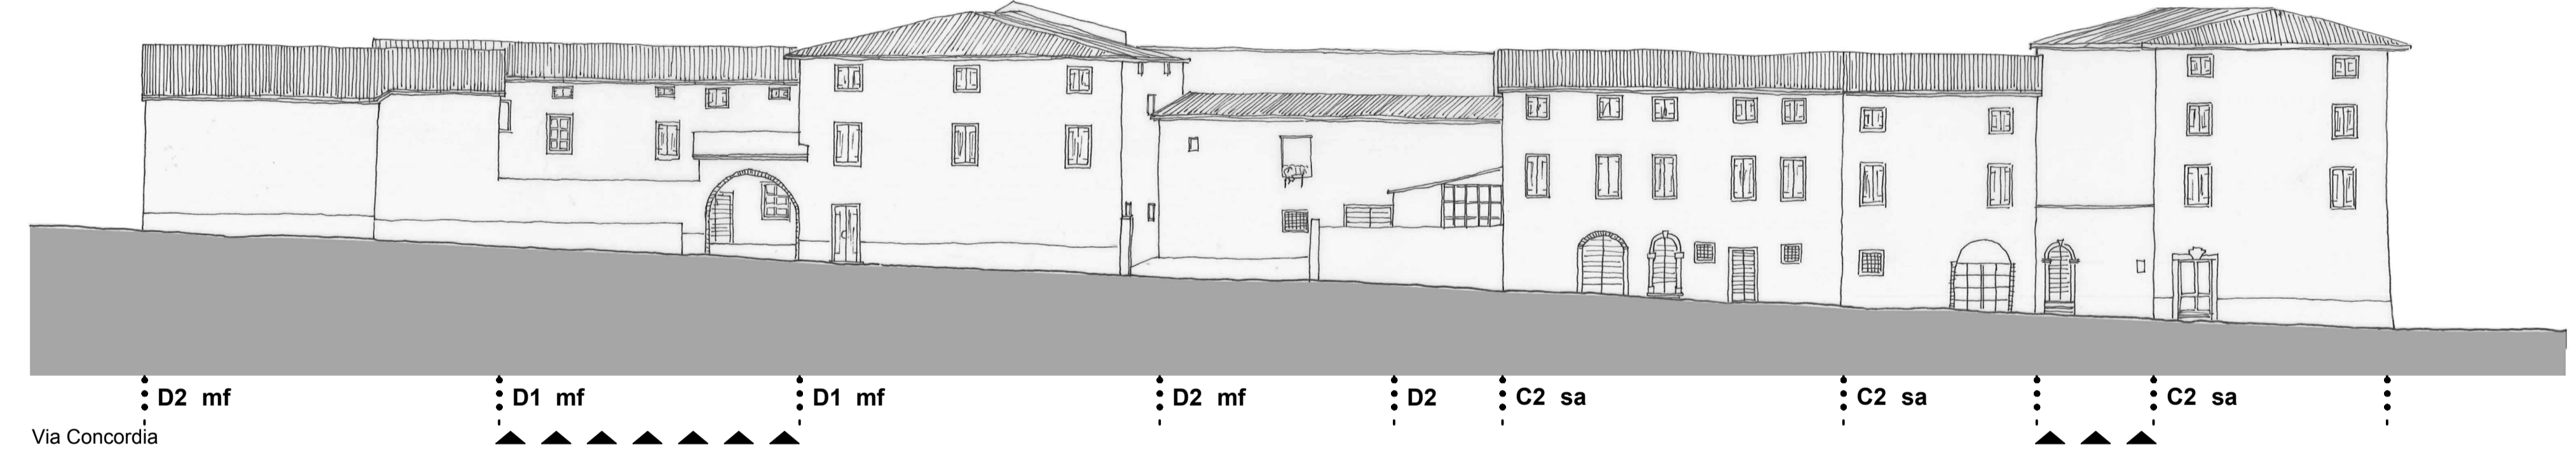 D2 mf D1 mf D1 mf D2 mf D2 C2 sa C2 sa C2 sa
Via Concordia